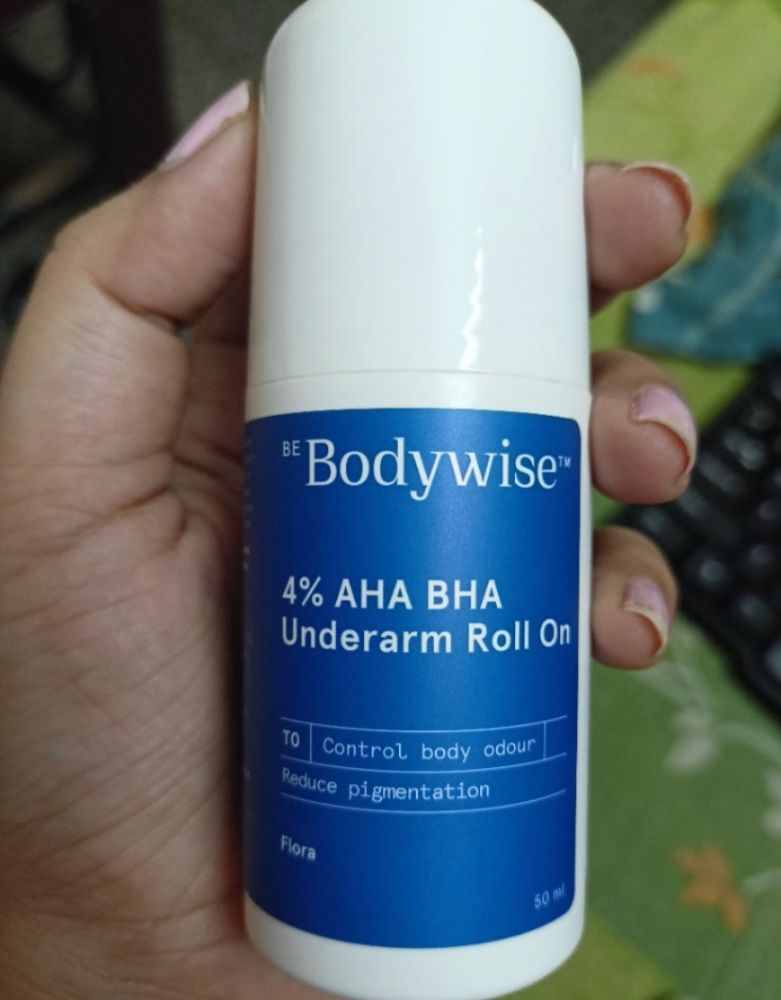 BE Bodywise™
4% AHA BHA
Underarm Roll On
TO Control body odour
Reduce pigmentation
Flora
50 ml